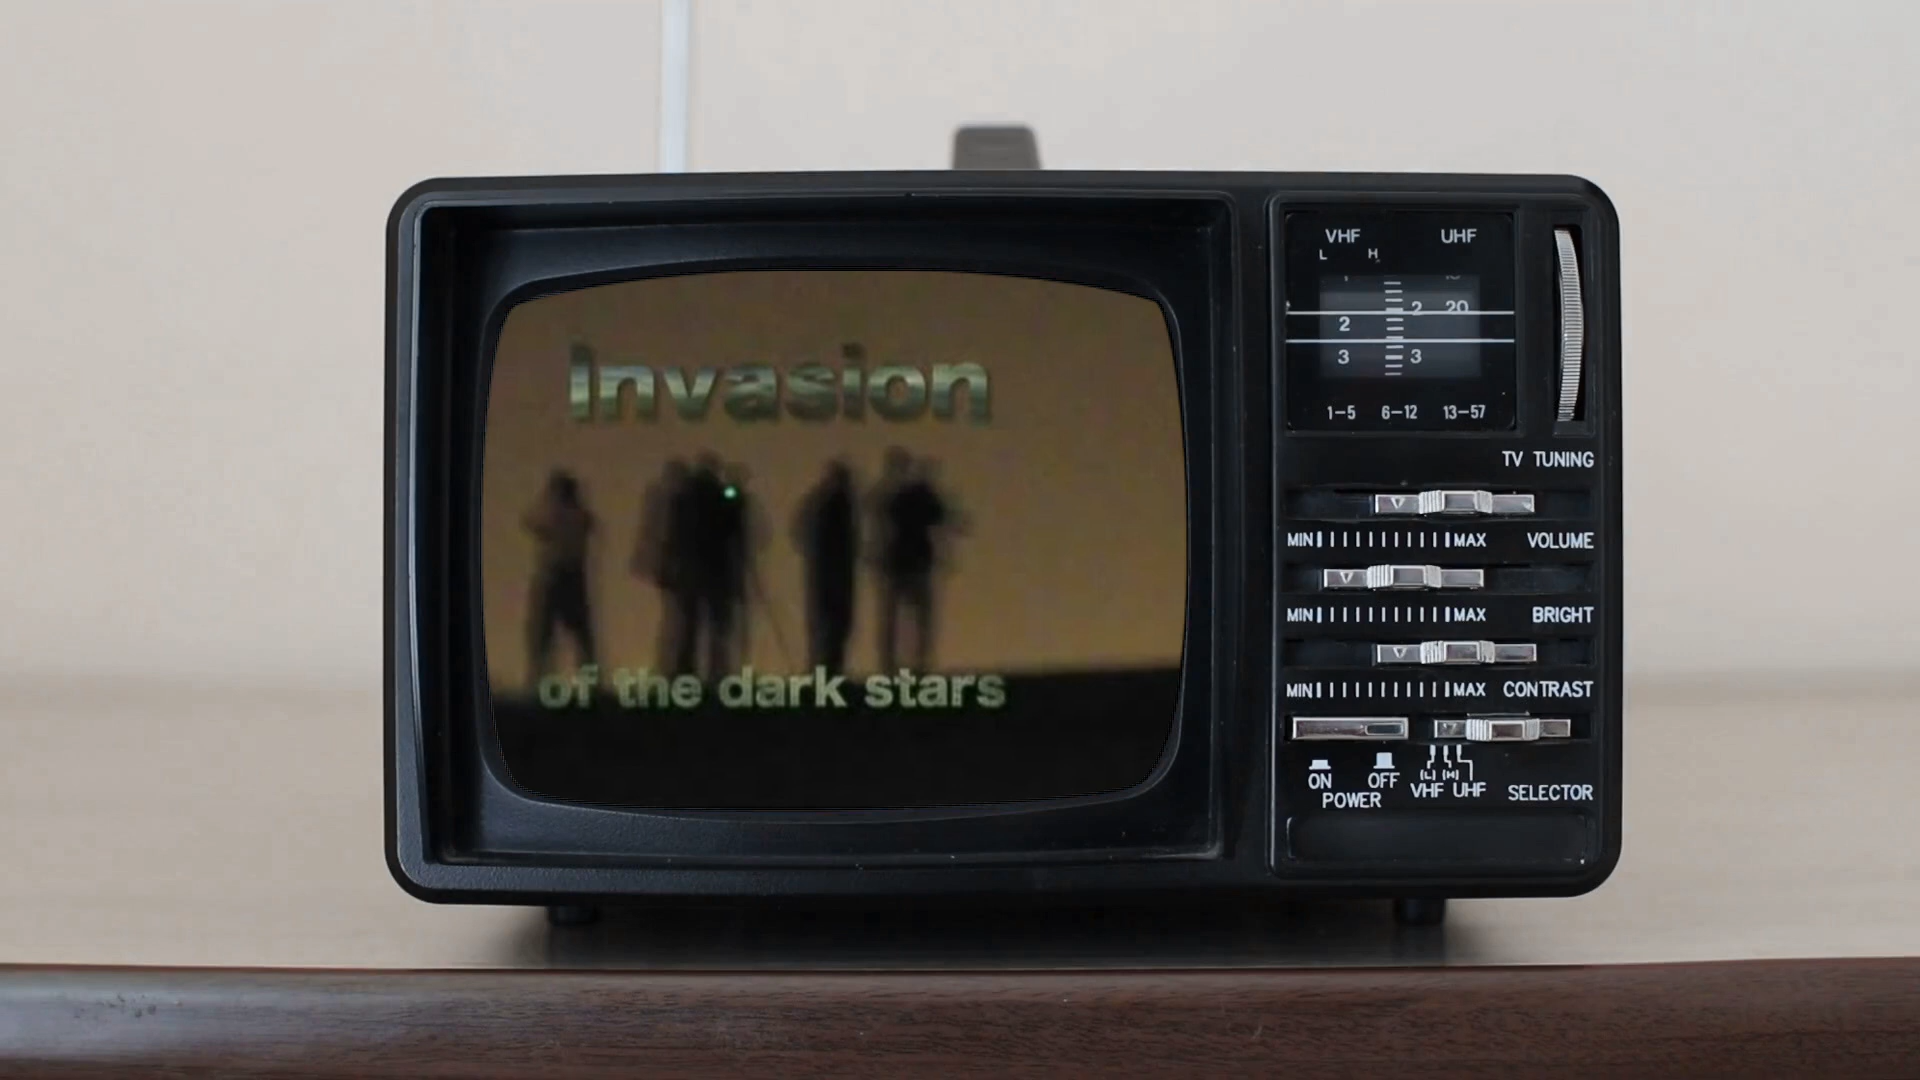 Invasion
of the dark stars
VHF UHF
L H
2 20
2
3 3
1-5 6-12 13-57
TV TUNING
MIN MAX VOLUME
MIN MAX BRIGHT
MIN MAX CONTRAST
ON OFF (L) (H)
VHF UHF
POWER SELECTOR